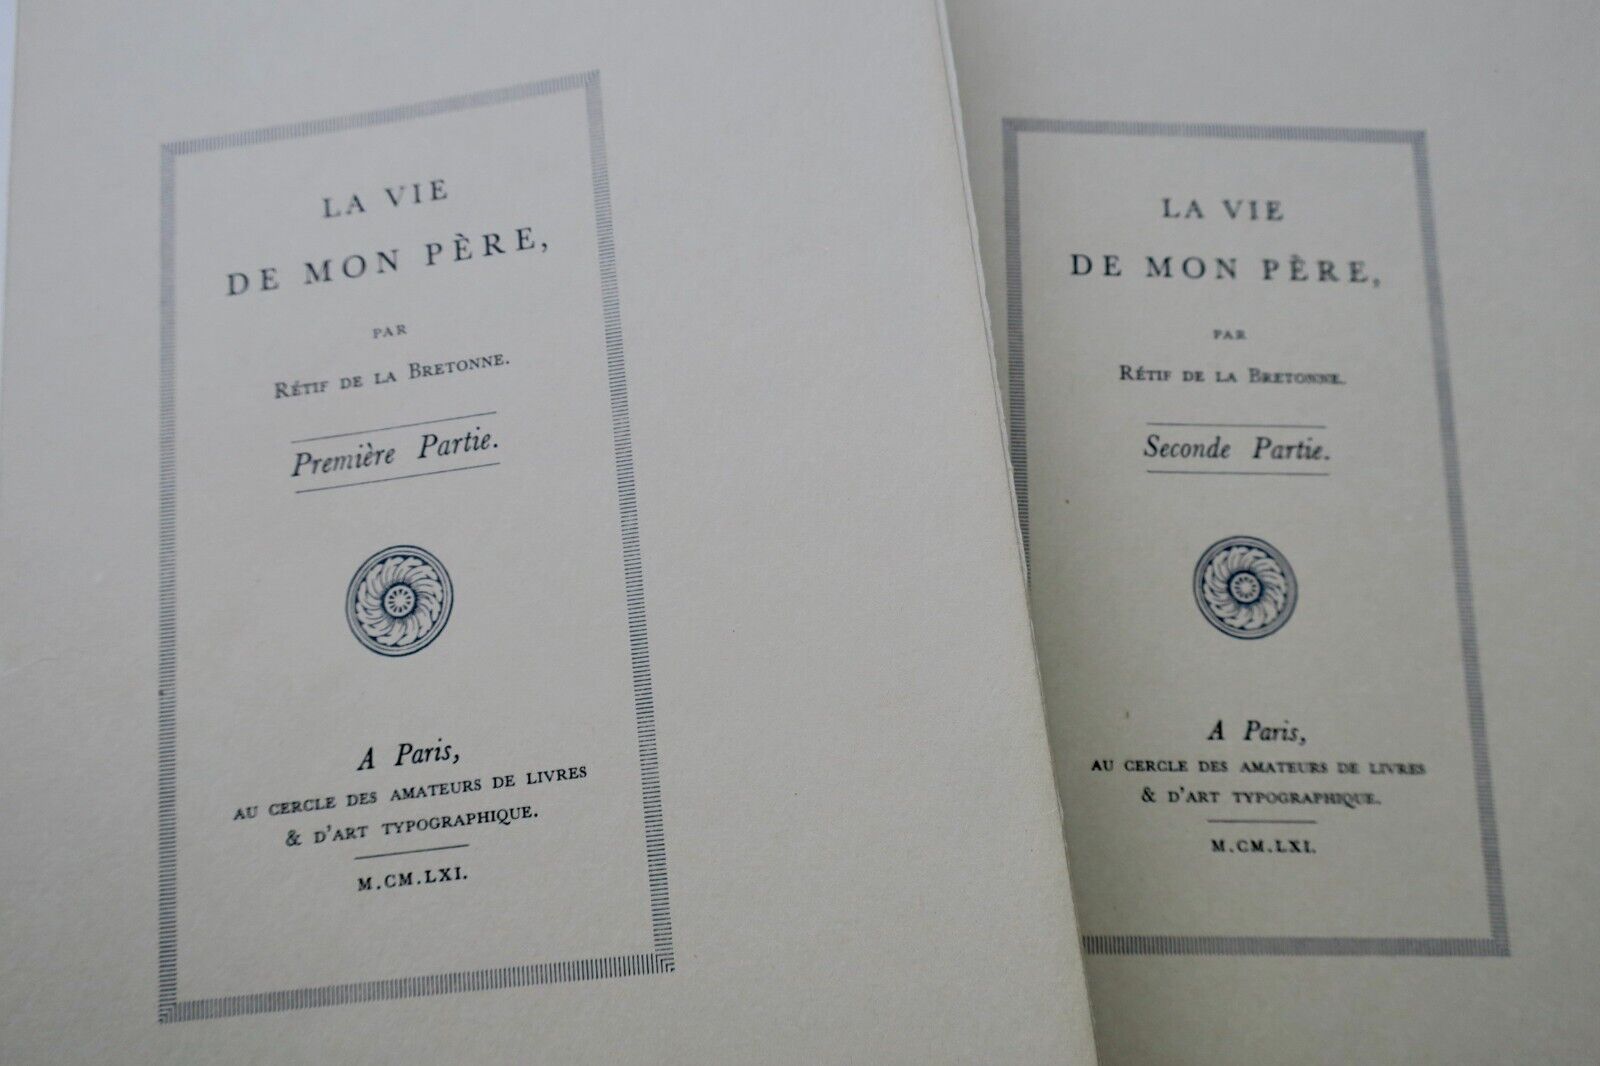 LA VIE
DE MON PÈRE,
PAR
RÉTIF DE LA BRETONNE.
Première Partie.
A Paris,
AU CERCLE DES AMATEURS DE LIVRES
& D'ART TYPOGRAPHIQUE.
M.CM.LXI.
LA VIE
DE MON PÈRE,
PAR
RÉTIF DE LA BRETONNE.
Seconde Partie.
A Paris,
AU CERCLE DES AMATEURS DE LIVRES
& D'ART TYPOGRAPHIQUE.
M.CM.LXI.